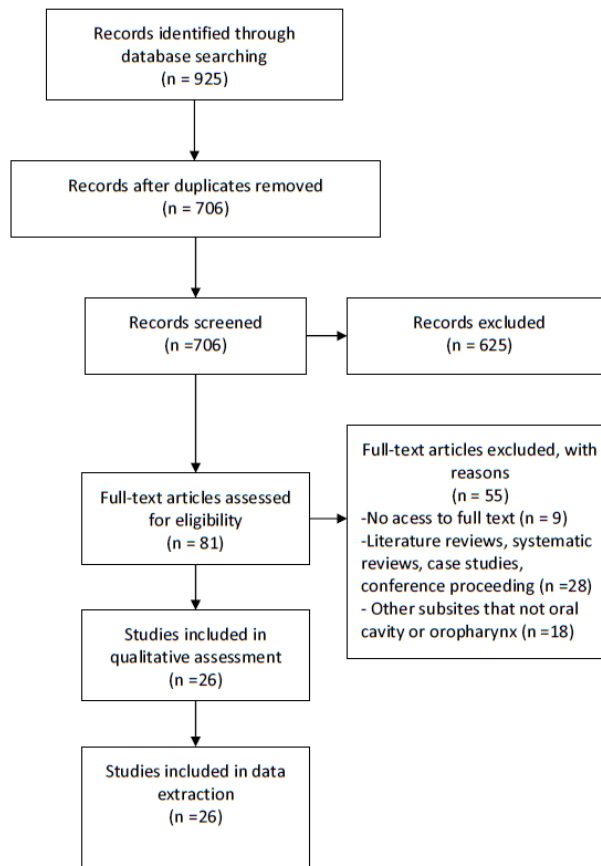 Records identified through
database searching
(n = 925)
Records after duplicates removed
(n = 706)
Records screened
(n =706)
Records excluded
(n = 625)
Full-text articles assessed
for eligibility
(n = 81)
Full-text articles excluded, with
reasons
(n = 55)
-No acess to full text (n = 9)
-Literature reviews, systematic
reviews, case studies,
conference proceeding (n =28)
- Other subsites that not oral
cavity or oropharynx (n =18)
Studies included in
qualitative assessment
(n =26)
Studies included in data
extraction
(n =26)